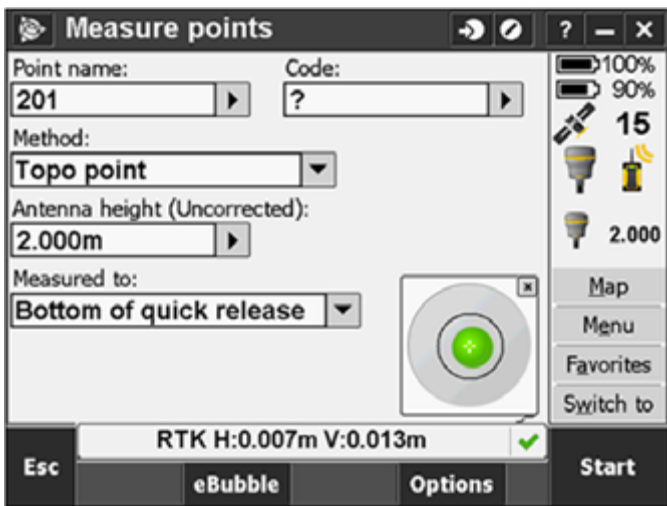 Measure points
?
Point name:
Code:
201
?
Method:
Topo point
Antenna height (Uncorrected):
2.000m
Measured to:
Bottom of quick release
100%
90%
15
2.000
Map
Menu
Favorites
Switch to
RTK H:0.007m V:0.013m
Esc
eBubble
Options
Start